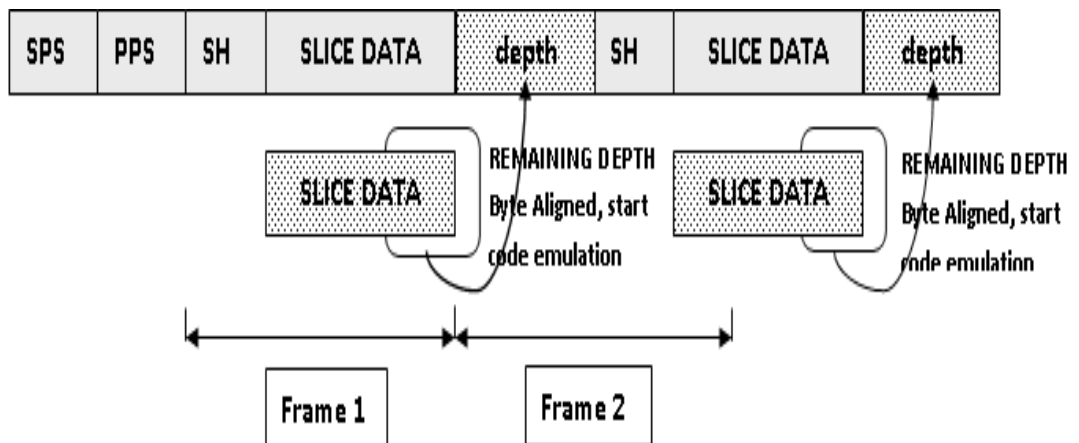 SPS PPS SH SLICE DATA depth SH SLICE DATA depth
SLICE DATA
REMAINING DEPTH
Byte Aligned, start
code emulation
SLICE DATA
REMAINING DEPTH
Byte Aligned, start
code emulation
Frame 1
Frame 2